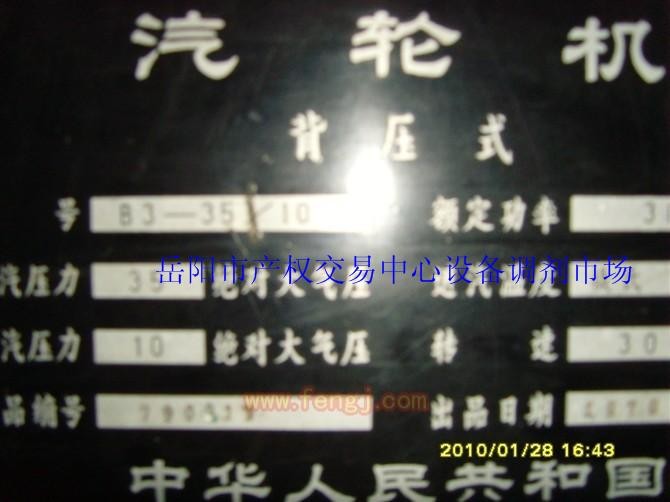 汽轮机
背压式
号 B3—35/10 额定功率 3
汽压力 35 绝对大气压
岳阳市产权交易中心设备调剂市场
汽压力 10 绝对大气压 转速 30
www.fengj.com
品编号 出品日期
2010/01/28 16:43
中华人民共和国